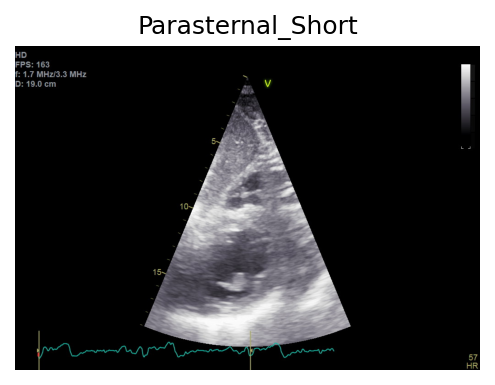 Parasternal_Short
HD
FPS: 163
f: 1.7 MHz/3.3 MHz
D: 19.0 cm
V
5
10
15
57
HR